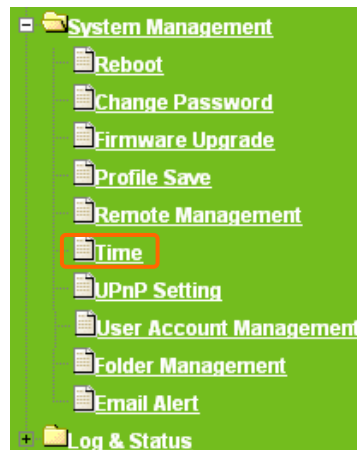 System Management
Reboot
Change Password
Firmware Upgrade
Profile Save
Remote Management
Time
UPnP Setting
User Account Management
Folder Management
Email Alert
Log & Status